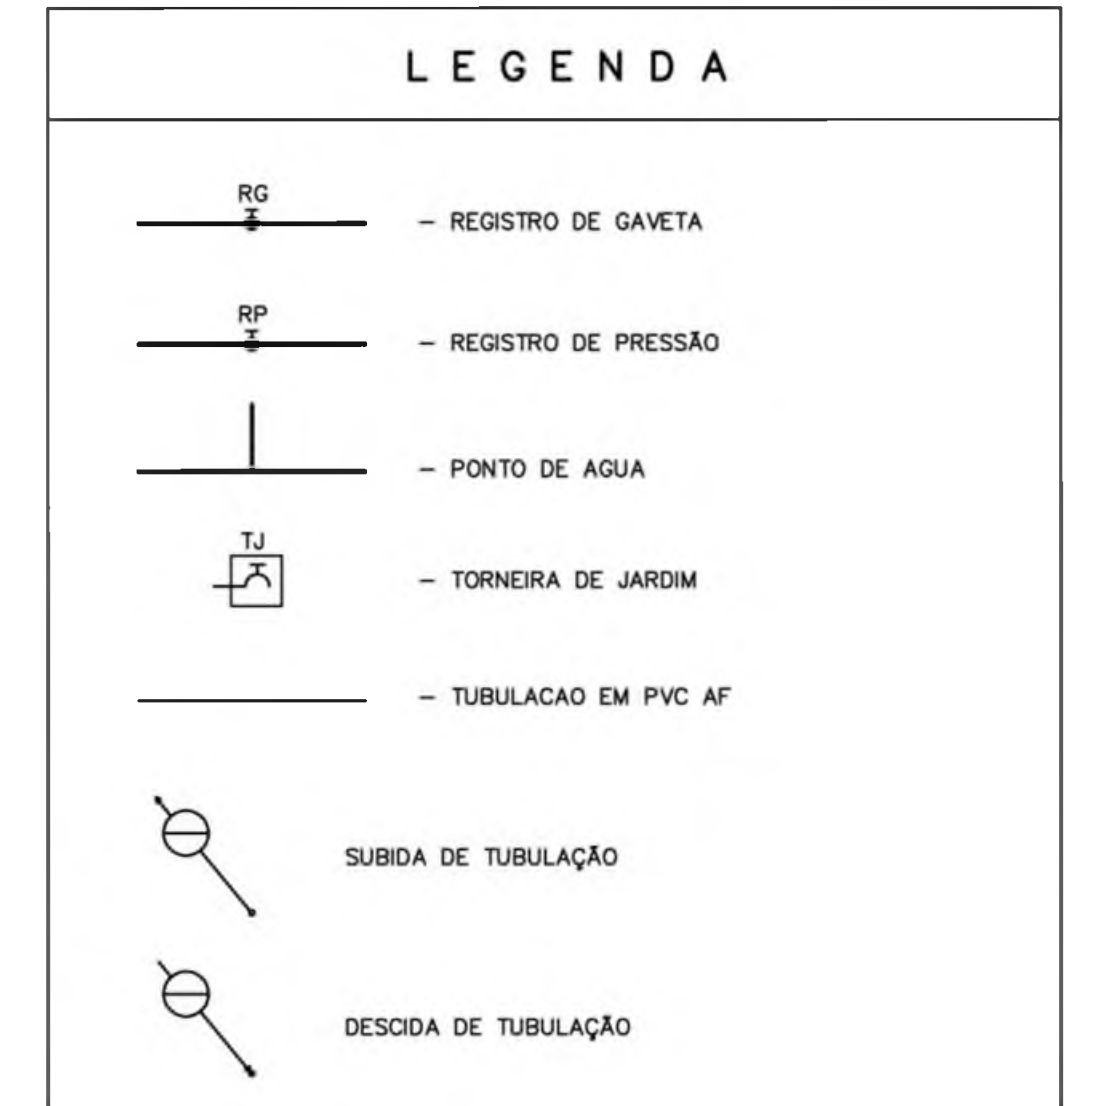 LEGENDA
RG
- REGISTRO DE GAVETA
RP
- REGISTRO DE PRESSÃO
- PONTO DE AGUA
TJ
- TORNEIRA DE JARDIM
- TUBULACAO EM PVC AF
SUBIDA DE TUBULAÇÃO
DESCIDA DE TUBULAÇÃO